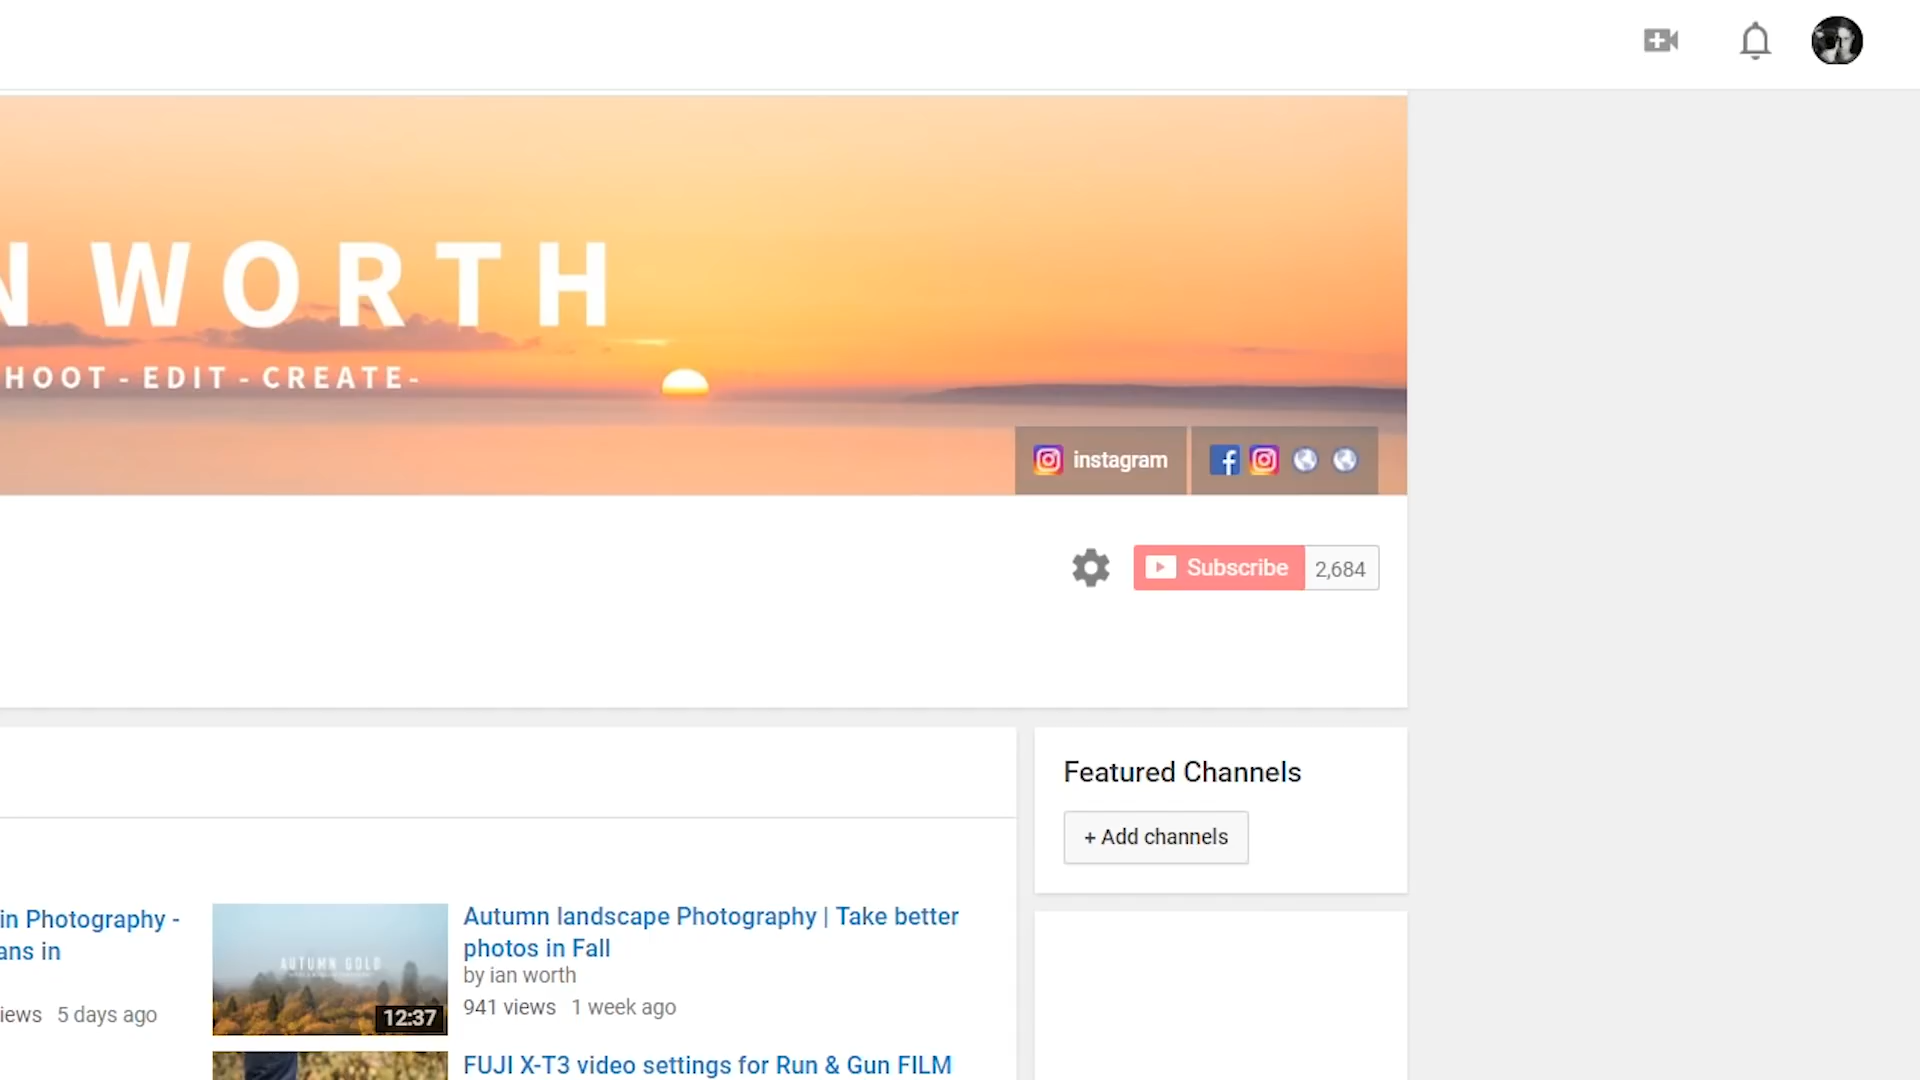 N WORTH
HOOT - EDIT - CREATE-
instagram
Subscribe 2,684
Featured Channels
+ Add channels
in Photography -
ans in
iews 5 days ago
AUTUMN GOLD
12:37
Autumn landscape Photography | Take better
photos in Fall
by ian worth
941 views 1 week ago
FUJI X-T3 video settings for Run & Gun FILM